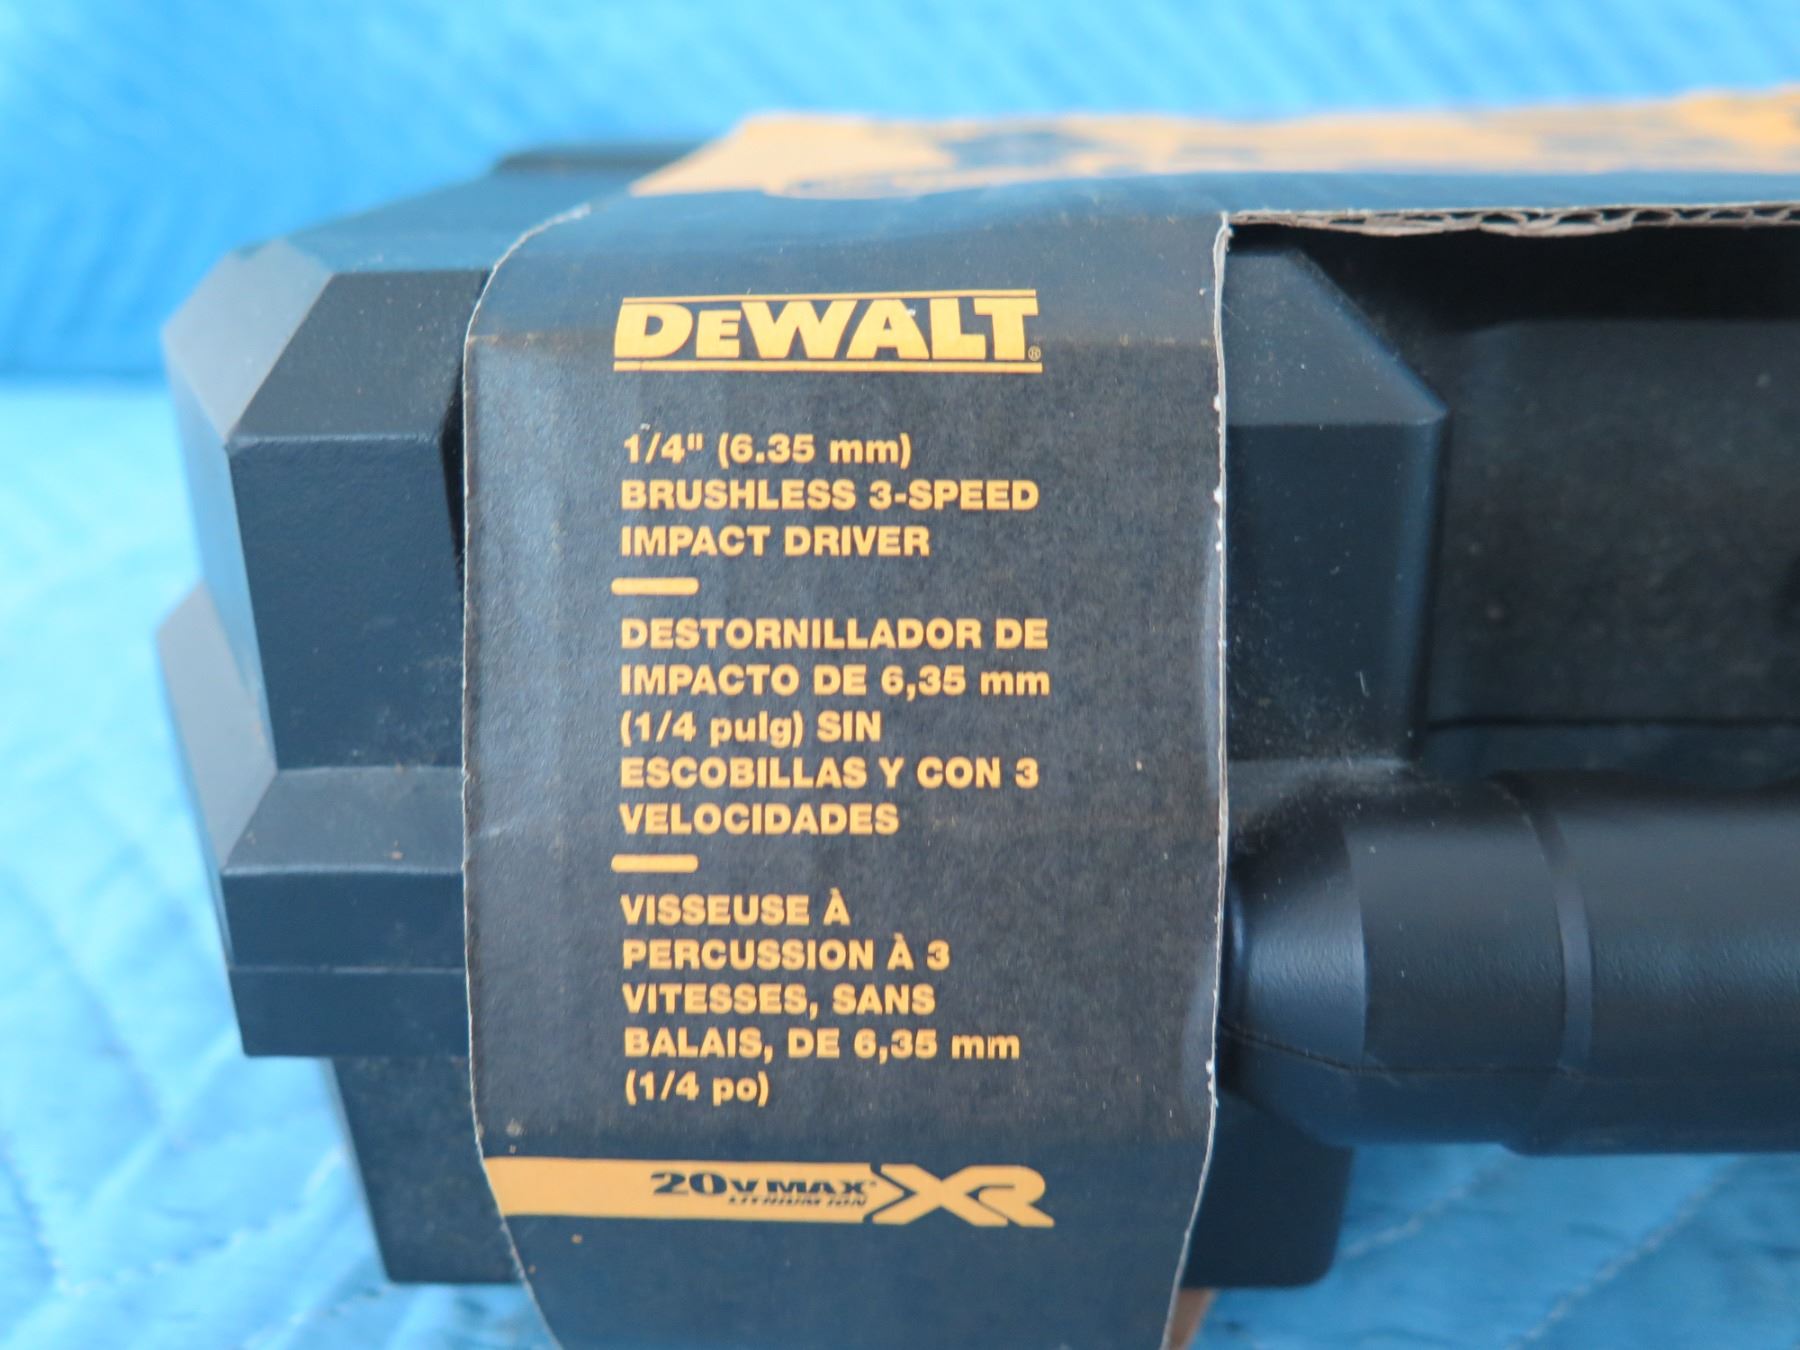 DEWALT®
1/4" (6.35 mm)
BRUSHLESS 3-SPEED
IMPACT DRIVER
DESTORNILLADOR DE
IMPACTO DE 6,35 mm
(1/4 pulg) SIN
ESCOBILLAS Y CON 3
VELOCIDADES
VISSEUSE À
PERCUSSION À 3
VITESSES, SANS
BALAIS, DE 6,35 mm
(1/4 po)
20V MAX* XR
LITHIUM ION